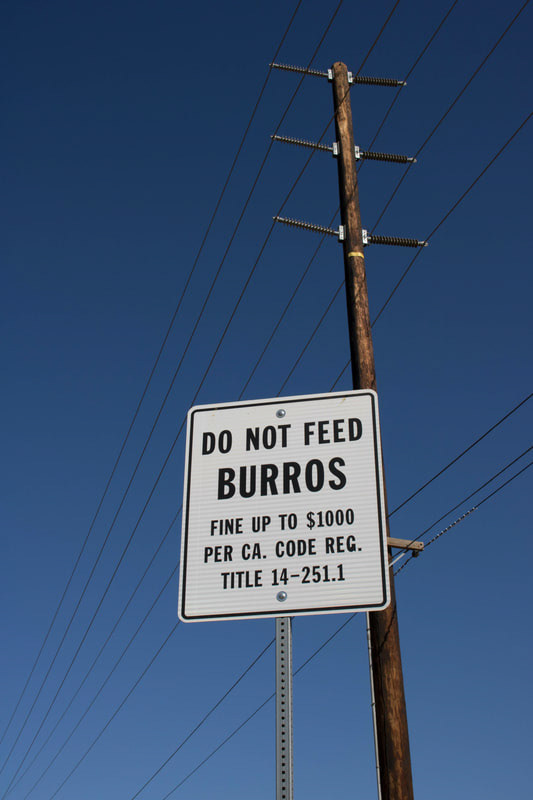 DO NOT FEED
BURROS
FINE UP TO $1000
PER CA. CODE REG.
TITLE 14-251.1